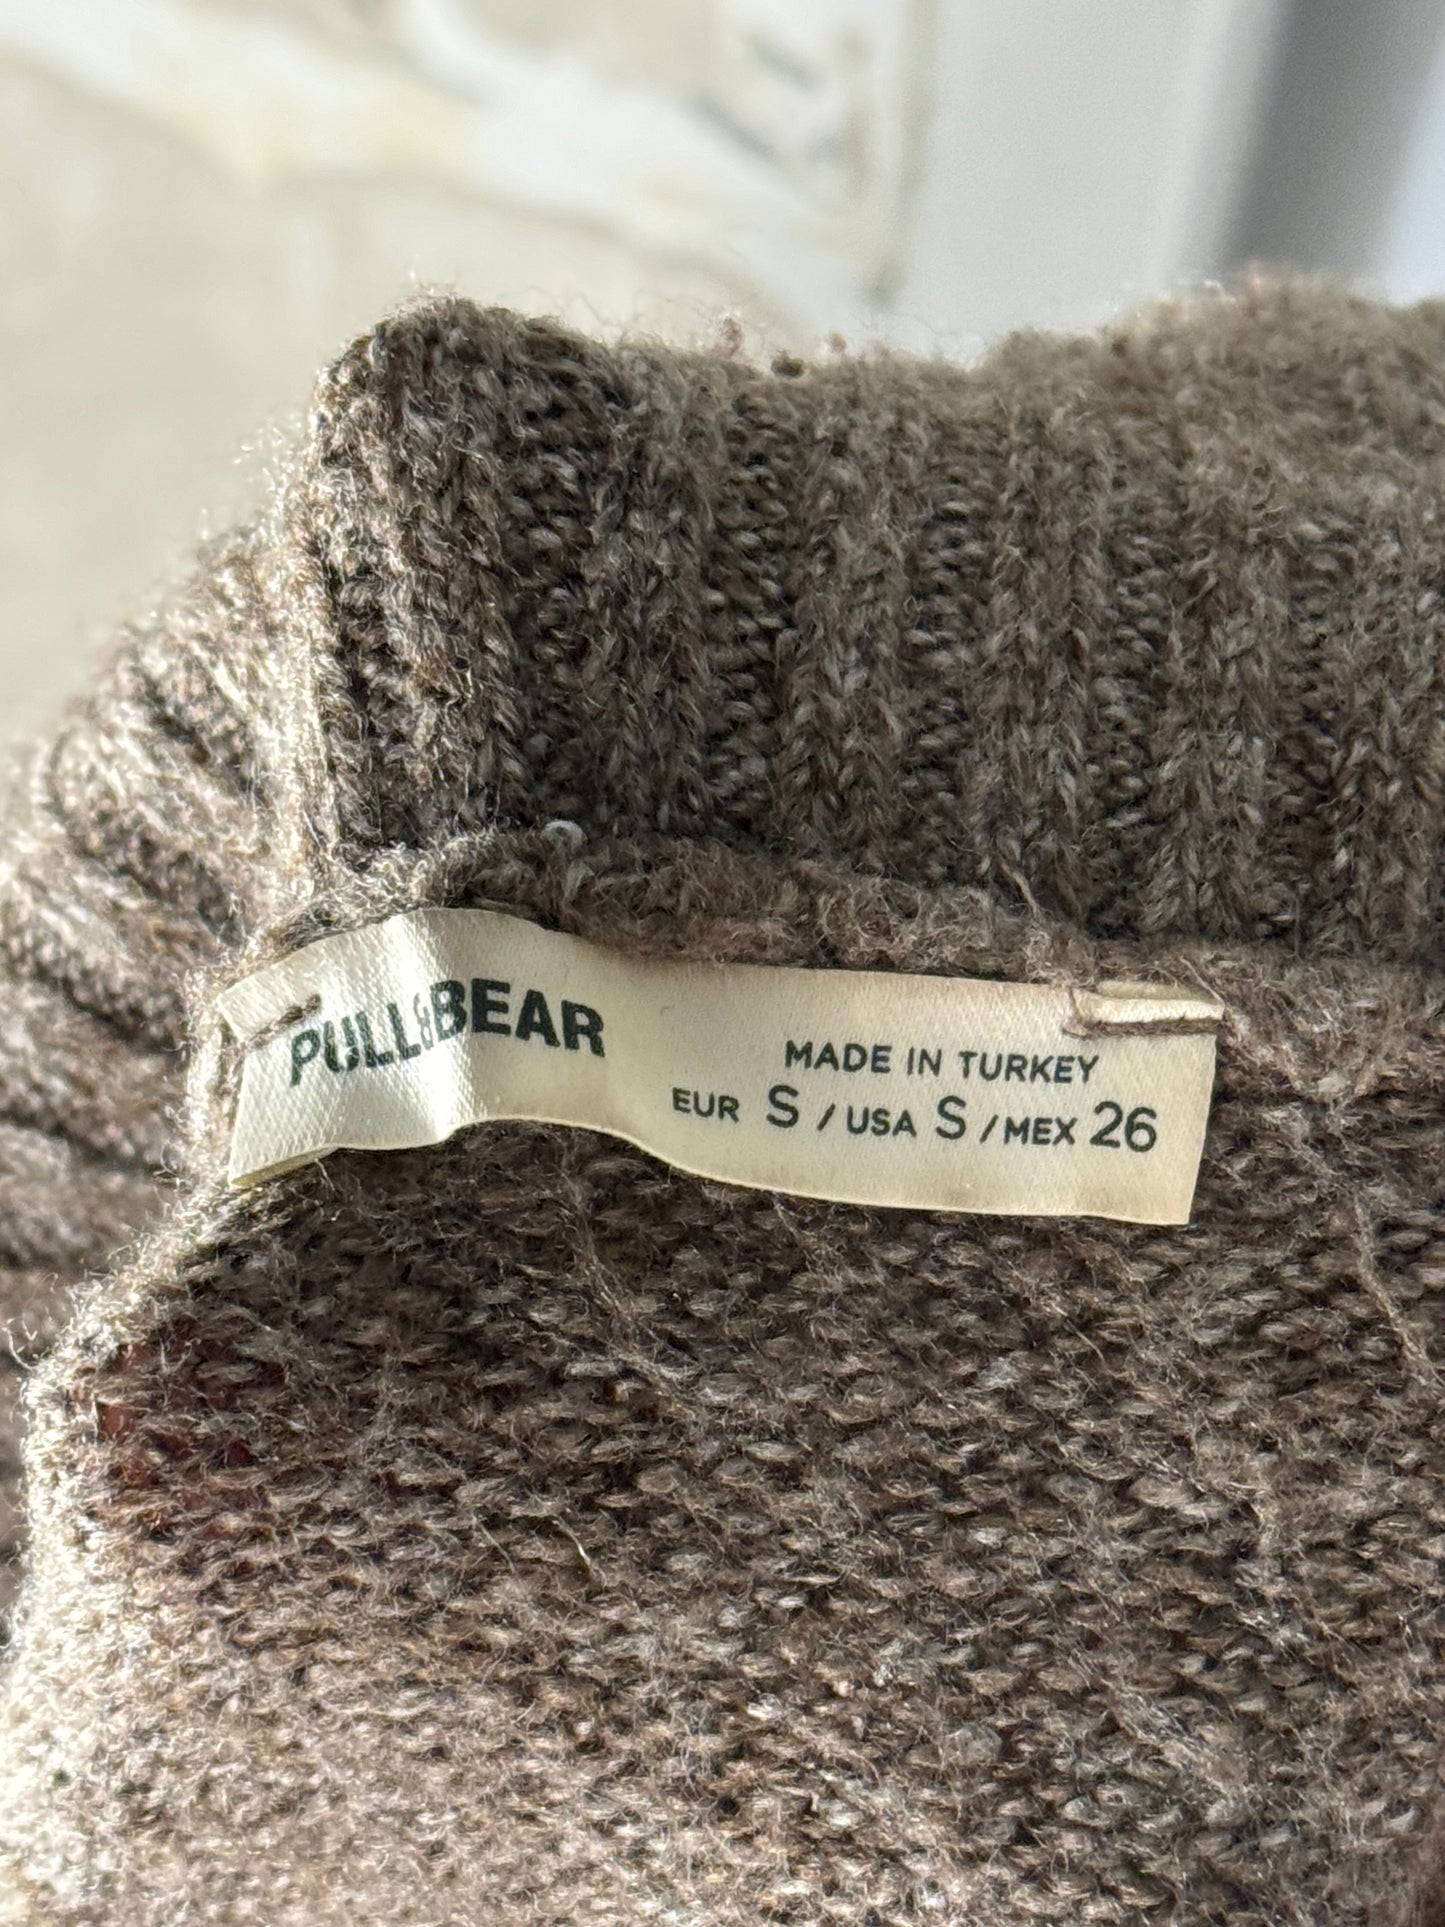 PULL&BEAR
MADE IN TURKEY
EUR S / USA S / MEX 26